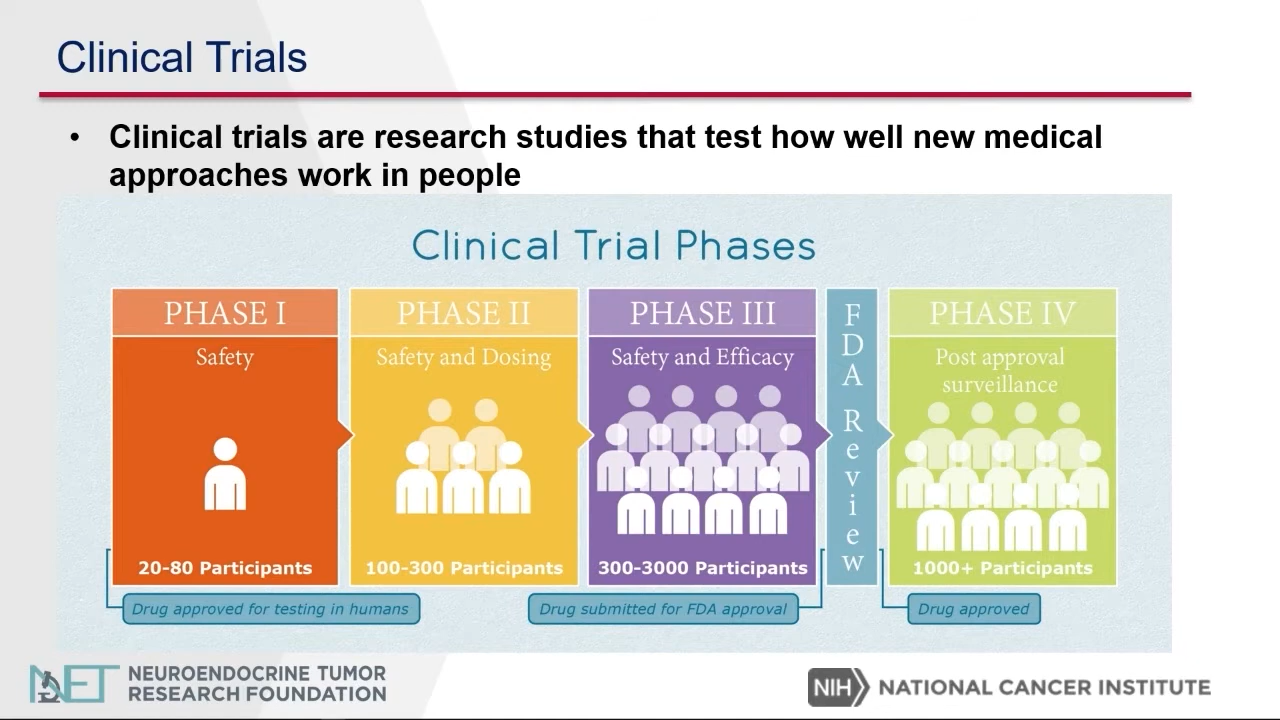 Clinical Trials
• Clinical trials are research studies that test how well new medical
approaches work in people
Clinical Trial Phases
PHASE I
Safety
20-80 Participants
PHASE II
Safety and Dosing
100-300 Participants
PHASE III
Safety and Efficacy
300-3000 Participants
FDA Review
PHASE IV
Post approval
surveillance
1000+ Participants
Drug approved for testing in humans
Drug submitted for FDA approval
Drug approved
NET NEUROENDOCRINE TUMOR
RESEARCH FOUNDATION
NIH NATIONAL CANCER INSTITUTE